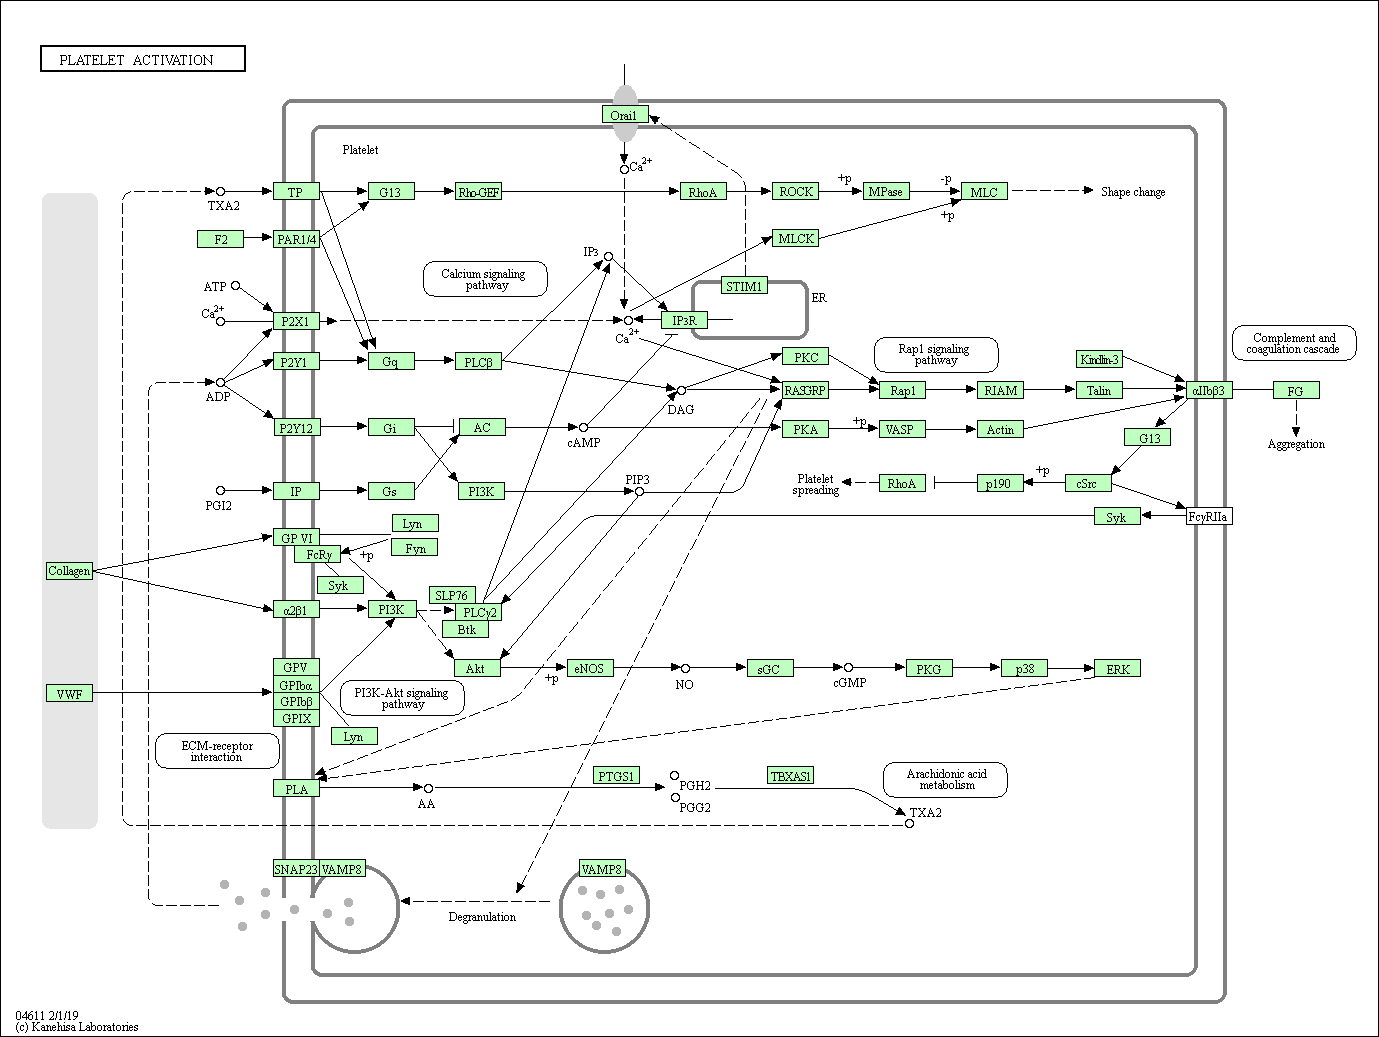 PLATELET ACTIVATION
Orai1
Platelet
Ca2+
TXA2
TP
G13
Rho-GEF
RhoA
ROCK
+p
MPase
-p
MLC
Shape change
+p
F2
PAR1/4
MLCK
IP3
Calcium signaling
pathway
ATP
STIM1
ER
Ca2+
P2X1
Ca2+
IP3R
P2Y1
Gq
PLCβ
PKC
Rap1 signaling
pathway
Kindlin-3
Complement and
coagulation cascade
ADP
DAG
RASGRP
Rap1
RIAM
Talin
αIIbβ3
FG
P2Y12
Gi
AC
cAMP
PKA
+p
VASP
Actin
G13
Aggregation
PGI2
IP
Gs
PI3K
PIP3
Platelet
spreading
RhoA
p190
+p
cSrc
Lyn
Syk
FcγRIIa
GP VI
Fyn
FcRγ
+p
Collagen
Syk
SLP76
α2β1
PI3K
PLCγ2
Btk
GPV
Akt
+p
eNOS
NO
sGC
cGMP
PKG
p38
ERK
VWF
GPIbα
GPIbβ
GPIX
PI3K-Akt signaling
pathway
Lyn
ECM-receptor
interaction
PLA
AA
PTGS1
PGH2
PGG2
TBXAS1
Arachidonic acid
metabolism
TXA2
SNAP23
VAMP8
VAMP8
Degranulation
04611 2/1/19
(c) Kanehisa Laboratories